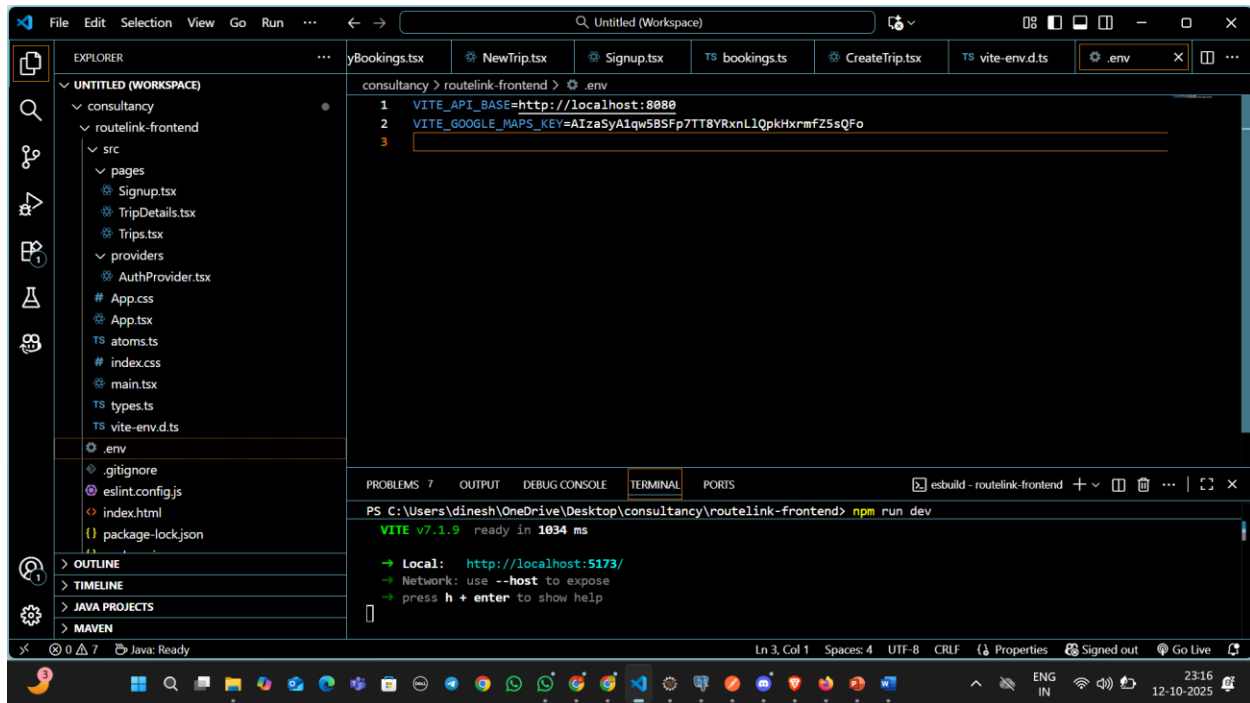 File Edit Selection View Go Run ··· Untitled (Workspace)
EXPLORER ···
yBookings.tsx NewTrip.tsx Signup.tsx TS bookings.ts CreateTrip.tsx TS vite-env.d.ts .env
UNTITLED (WORKSPACE)
consultancy
routelink-frontend
src
pages
Signup.tsx
TripDetails.tsx
Trips.tsx
providers
AuthProvider.tsx
# App.css
App.tsx
TS atoms.ts
# index.css
main.tsx
TS types.ts
TS vite-env.d.ts
.env
.gitignore
eslint.config.js
index.html
{} package-lock.json
OUTLINE
TIMELINE
JAVA PROJECTS
MAVEN
consultancy > routelink-frontend > .env
1 VITE_API_BASE=http://localhost:8080
2 VITE_GOOGLE_MAPS_KEY=AIzaSyA1qw5BSFp7TT8YRxnLlQpkHxrmfZ5sQFo
3
PROBLEMS 7 OUTPUT DEBUG CONSOLE TERMINAL PORTS esbuild - routelink-frontend
PS C:\Users\dinesh\OneDrive\Desktop\consultancy\routelink-frontend> npm run dev
VITE v7.1.9 ready in 1034 ms
→ Local: http://localhost:5173/
→ Network: use --host to expose
→ press h + enter to show help
0 7 Java: Ready Ln 3, Col 1 Spaces: 4 UTF-8 CRLF {} Properties Signed out Go Live
3 ENG 23:16
IN 12-10-2025